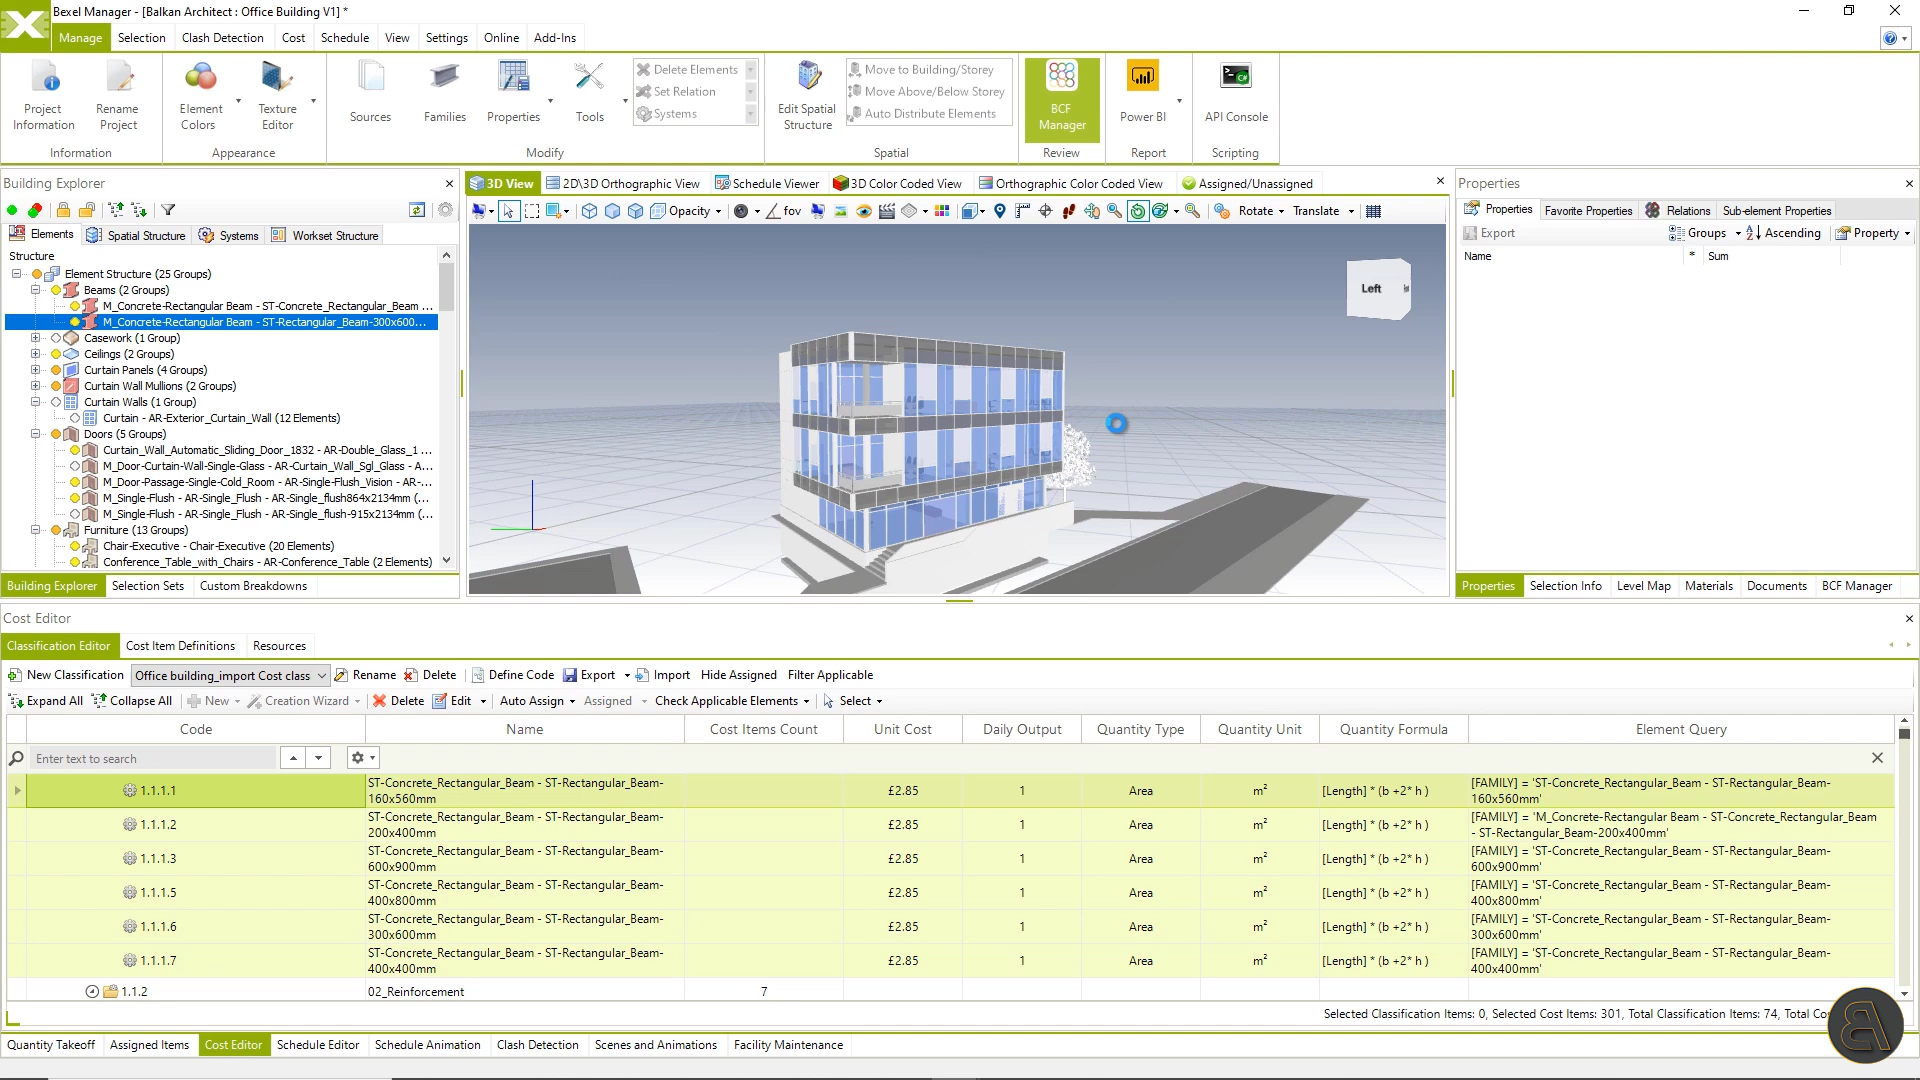 Bexel Manager - [Balkan Architect : Office Building V1] *
Manage Selection Clash Detection Cost Schedule View Settings Online Add-Ins
Project Information
Rename Project
Information
Element Colors
Texture Editor
Appearance
Sources
Families
Properties
Tools
Delete Elements
Set Relation
Systems
Modify
Edit Spatial Structure
Move to Building/Storey
Move Above/Below Storey
Auto Distribute Elements
Spatial
BCF Manager
Review
Power BI
Report
API Console
Scripting
Building Explorer
Elements Spatial Structure Systems Workset Structure
Structure
Element Structure (25 Groups)
Beams (2 Groups)
M_Concrete-Rectangular Beam - ST-Concrete_Rectangular_Beam ...
M_Concrete-Rectangular Beam - ST-Rectangular_Beam-300x600...
Casework (1 Group)
Ceilings (2 Groups)
Curtain Panels (4 Groups)
Curtain Wall Mullions (2 Groups)
Curtain Walls (1 Group)
Curtain - AR-Exterior_Curtain_Wall (12 Elements)
Doors (5 Groups)
Curtain_Wall_Automatic_Sliding_Door_1832 - AR-Double_Glass_1 ...
M_Door-Curtain-Wall-Single-Glass - AR-Curtain_Wall_Sgl_Glass - A...
M_Door-Passage-Single-Cold_Room - AR-Single-Flush_Vision - AR-...
M_Single-Flush - AR-Single_Flush - AR-Single_flush864x2134mm (...
M_Single-Flush - AR-Single_Flush - AR-Single_flush-915x2134mm (...
Furniture (13 Groups)
Chair-Executive - Chair-Executive (20 Elements)
Conference_Table_with_Chairs - AR-Conference_Table (2 Elements)
Building Explorer Selection Sets Custom Breakdowns
3D View 2D\3D Orthographic View Schedule Viewer 3D Color Coded View Orthographic Color Coded View Assigned/Unassigned
Opacity fov Rotate Translate
Left
Properties
Properties Favorite Properties Relations Sub-element Properties
Export Groups Ascending Property
Name * Sum
Properties Selection Info Level Map Materials Documents BCF Manager
Cost Editor
Classification Editor Cost Item Definitions Resources
New Classification Office building_import Cost class Rename Delete Define Code Export Import Hide Assigned Filter Applicable
Expand All Collapse All New Creation Wizard Delete Edit Auto Assign Assigned Check Applicable Elements Select
Code Name Cost Items Count Unit Cost Daily Output Quantity Type Quantity Unit Quantity Formula Element Query
Enter text to search
1.1.1.1 ST-Concrete_Rectangular_Beam - ST-Rectangular_Beam-160x560mm £2.85 1 Area m² [Length] * (b +2* h ) [FAMILY] = 'ST-Concrete_Rectangular_Beam - ST-Rectangular_Beam-160x560mm'
1.1.1.2 ST-Concrete_Rectangular_Beam - ST-Rectangular_Beam-200x400mm £2.85 1 Area m² [Length] * (b +2* h ) [FAMILY] = 'M_Concrete-Rectangular Beam - ST-Concrete_Rectangular_Beam - ST-Rectangular_Beam-200x400mm'
1.1.1.3 ST-Concrete_Rectangular_Beam - ST-Rectangular_Beam-600x900mm £2.85 1 Area m² [Length] * (b +2* h ) [FAMILY] = 'ST-Concrete_Rectangular_Beam - ST-Rectangular_Beam-600x900mm'
1.1.1.5 ST-Concrete_Rectangular_Beam - ST-Rectangular_Beam-400x800mm £2.85 1 Area m² [Length] * (b +2* h ) [FAMILY] = 'ST-Concrete_Rectangular_Beam - ST-Rectangular_Beam-400x800mm'
1.1.1.6 ST-Concrete_Rectangular_Beam - ST-Rectangular_Beam-300x600mm £2.85 1 Area m² [Length] * (b +2* h ) [FAMILY] = 'ST-Concrete_Rectangular_Beam - ST-Rectangular_Beam-300x600mm'
1.1.1.7 ST-Concrete_Rectangular_Beam - ST-Rectangular_Beam-400x400mm £2.85 1 Area m² [Length] * (b +2* h ) [FAMILY] = 'ST-Concrete_Rectangular_Beam - ST-Rectangular_Beam-400x400mm'
1.1.2 02_Reinforcement 7
Selected Classification Items: 0, Selected Cost Items: 301, Total Classification Items: 74, Total
Quantity Takeoff Assigned Items Cost Editor Schedule Editor Schedule Animation Clash Detection Scenes and Animations Facility Maintenance